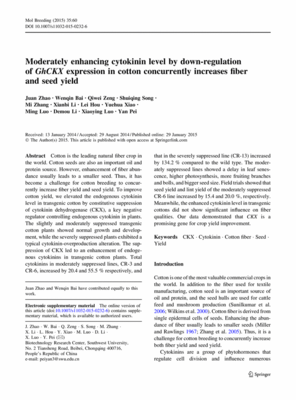 Mol Breeding (2015) 35:60
DOI 10.1007/s11032-015-0232-6
Moderately enhancing cytokinin level by down-regulation
of GhCKX expression in cotton concurrently increases fiber
and seed yield
Juan Zhao · Wenqin Bai · Qiwei Zeng · Shuiqing Song ·
Mi Zhang · Xianbi Li · Lei Hou · Yuehua Xiao ·
Ming Luo · Demou Li · Xiaoying Luo · Yan Pei
Received: 13 January 2014 / Accepted: 29 August 2014 / Published online: 29 January 2015
© The Author(s) 2015. This article is published with open access at Springerlink.com
Abstract Cotton is the leading natural fiber crop in
the world. Cotton seeds are also an important oil and
protein source. However, enhancement of fiber abun-
dance usually leads to a smaller seed. Thus, it has
become a challenge for cotton breeding to concur-
rently increase fiber yield and seed yield. To improve
cotton yield, we elevated the endogenous cytokinin
level in transgenic cotton by constitutive suppression
of cytokinin dehydrogenase (CKX), a key negative
regulator controlling endogenous cytokinin in plants.
The slightly and moderately suppressed transgenic
cotton plants showed normal growth and develop-
ment, while the severely suppressed plants exhibited a
typical cytokinin-overproduction alteration. The sup-
pression of CKX led to an enhancement of endoge-
nous cytokinins in transgenic cotton plants. Total
cytokinins in moderately suppressed lines, CR-3 and
CR-6, increased by 20.4 and 55.5 % respectively, and
Juan Zhao and Wenqin Bai have contributed equally to this
work.
Electronic supplementary material The online version of
this article (doi:10.1007/s11032-015-0232-6) contains supple-
mentary material, which is available to authorized users.
J. Zhao · W. Bai · Q. Zeng · S. Song · M. Zhang ·
X. Li · L. Hou · Y. Xiao · M. Luo · D. Li ·
X. Luo · Y. Pei
Biotechnology Research Center, Southwest University,
No. 2 Tiansheng Road, Beibei, Chongqing 400716,
People's Republic of China
e-mail: peiyan3@swu.edu.cn
that in the severely suppressed line (CR-13) increased
by 134.2 % compared to the wild type. The moder-
ately suppressed lines showed a delay in leaf senes-
cence, higher photosynthesis, more fruiting branches
and bolls, and bigger seed size. Field trials showed that
seed yield and lint yield of the moderately suppressed
CR-6 line increased by 15.4 and 20.0 %, respectively.
Meanwhile, the enhanced cytokinin level in transgenic
cottons did not show significant influence on fiber
qualities. Our data demonstrated that CKX is a
promising gene for crop yield improvement.
Keywords CKX · Cytokinin · Cotton fiber · Seed ·
Yield
Introduction
Cotton is one of the most valuable commercial crops in
the world. In addition to the fiber used for textile
manufacturing, cotton seed is an important source of
oil and protein, and the seed hulls are used for cattle
feed and mushroom production (Sunilkumar et al.
2006; Wilkins et al. 2000). Cotton fiber is derived from
single epidermal cells of seeds. Enhancing the abun-
dance of fiber usually leads to smaller seeds (Miller
and Rawlings 1967; Zhang et al. 2005). Thus, it is a
challenge for cotton breeding to concurrently increase
both fiber yield and seed yield.
Cytokinins are a group of phytohormones that
regulate cell division and influence numerous